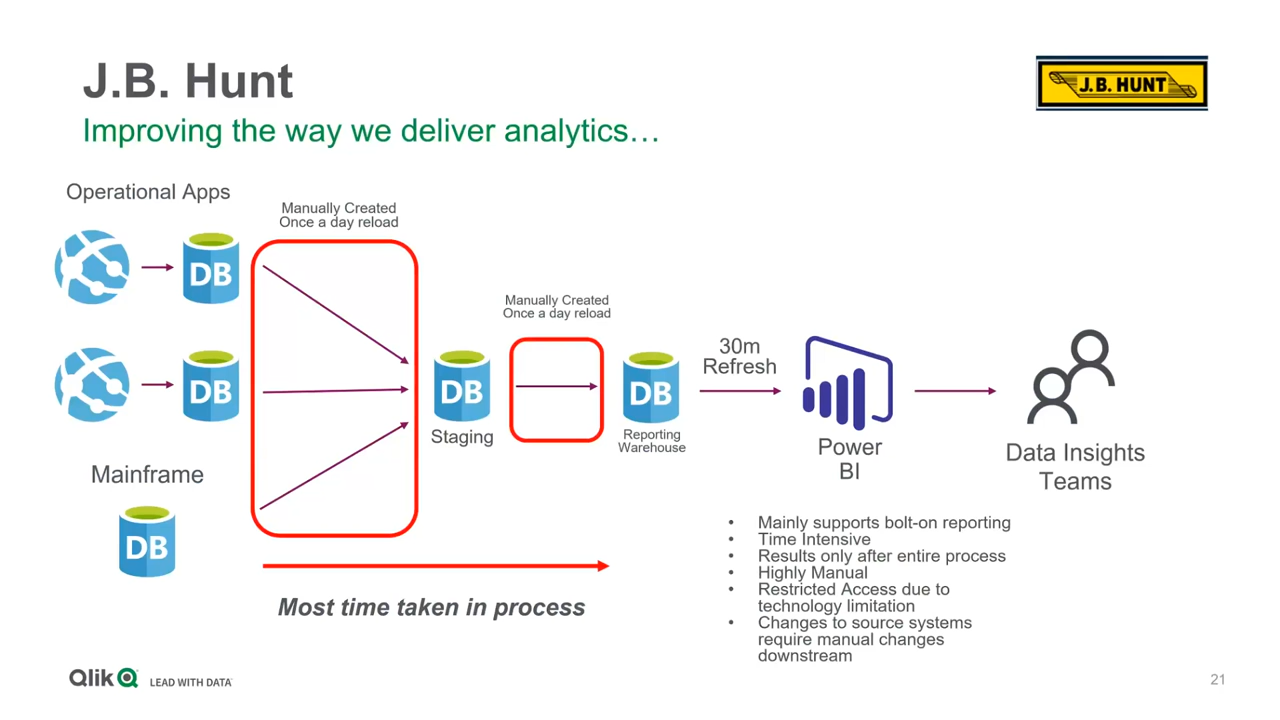 J.B. Hunt
J.B. HUNT
Improving the way we deliver analytics…
Operational Apps
Manually Created
Once a day reload
DB
DB
Mainframe
DB
DB
Staging
Manually Created
Once a day reload
DB
Reporting
Warehouse
30m
Refresh
Power
BI
Data Insights
Teams
Most time taken in process
• Mainly supports bolt-on reporting
• Time Intensive
• Results only after entire process
• Highly Manual
• Restricted Access due to
technology limitation
• Changes to source systems
require manual changes
downstream
Qlik LEAD WITH DATA
21